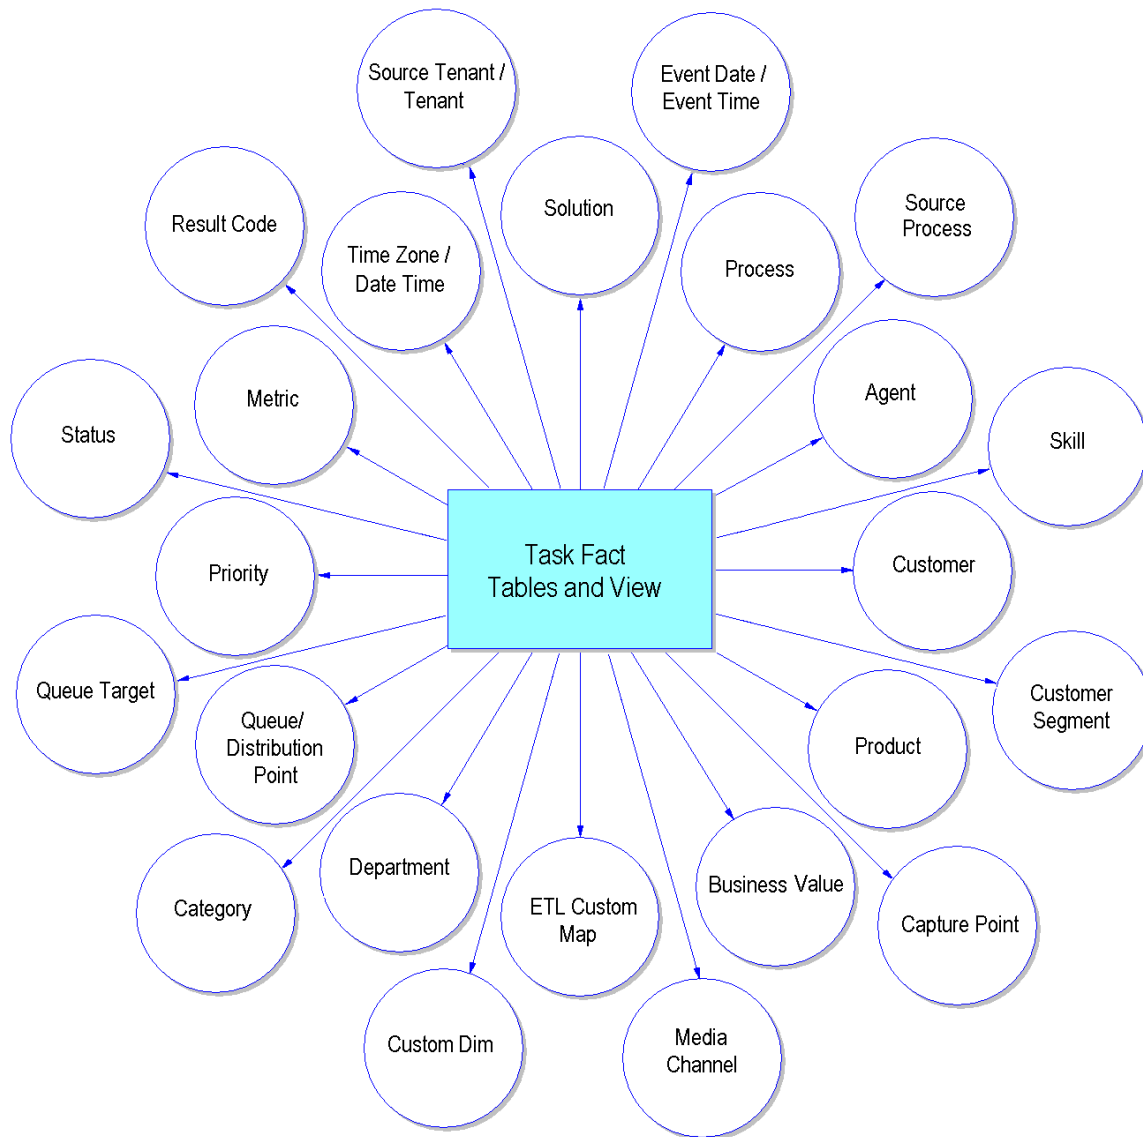 Source Tenant /
Tenant
Event Date /
Event Time
Solution
Source
Process
Result Code
Time Zone /
Date Time
Process
Metric
Agent
Status
Skill
Task Fact
Tables and View
Priority
Customer
Queue Target
Queue/
Distribution
Point
Product
Customer
Segment
Department
Business Value
Category
ETL Custom
Map
Capture Point
Custom Dim
Media
Channel